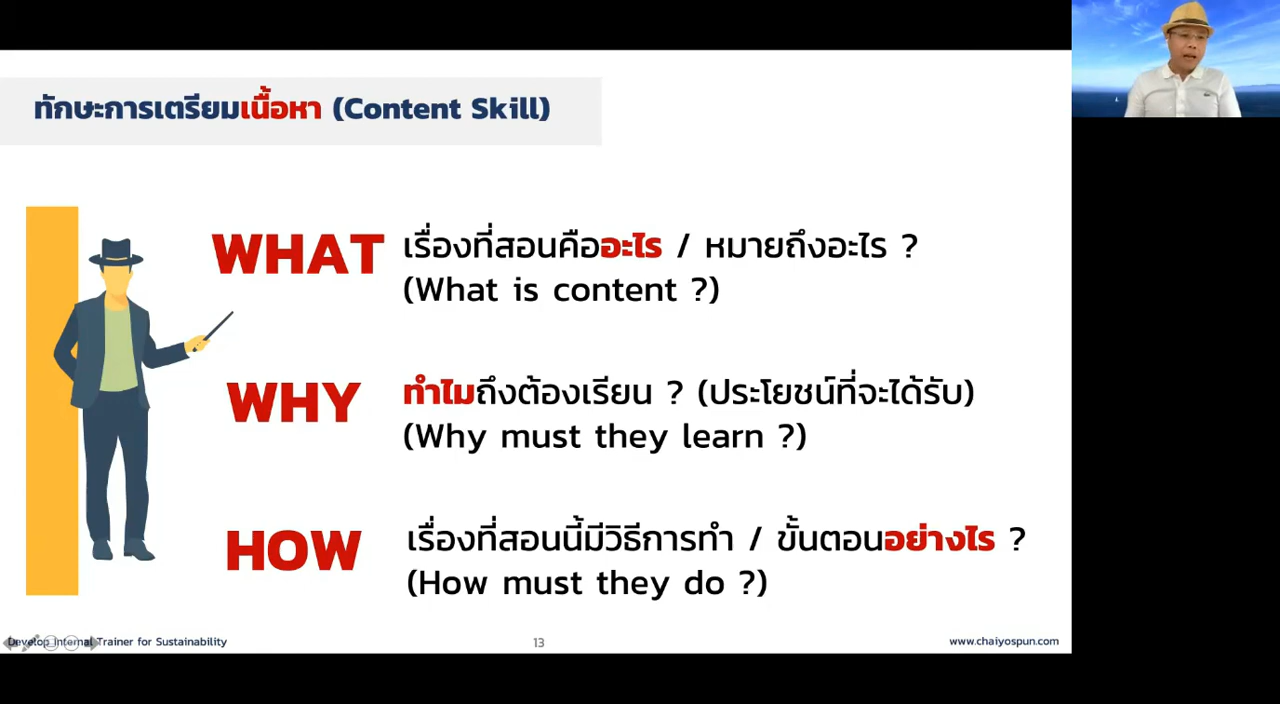 ทักษะการเตรียมเนื้อหา (Content Skill)
WHAT เรื่องที่สอนคืออะไร / หมายถึงอะไร ?
(What is content ?)
WHY ทำไมถึงต้องเรียน ? (ประโยชน์ที่จะได้รับ)
(Why must they learn ?)
HOW เรื่องที่สอนนี้มีวิธีการทำ / ขั้นตอนอย่างไร ?
(How must they do ?)
Develop Internal Trainer for Sustainability
13
www.chaiyospun.com